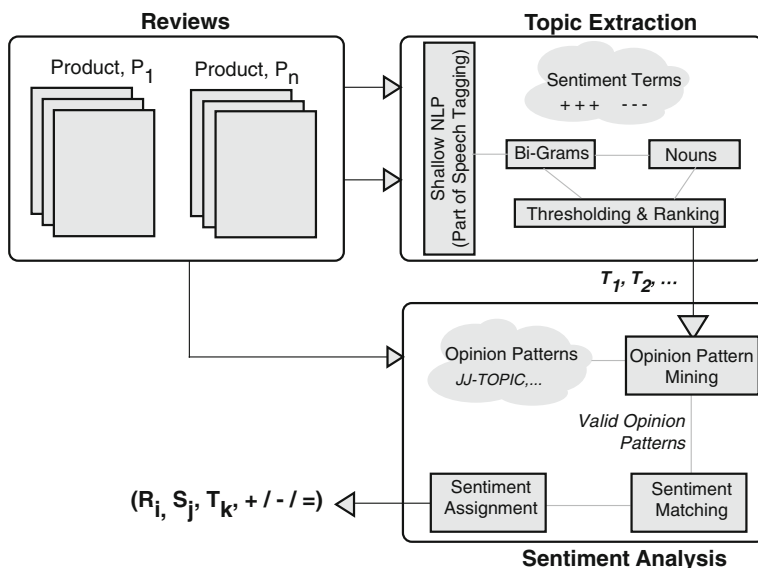 Reviews
Product, P1
Product, Pn
Topic Extraction
Shallow NLP
(Part of Speech Tagging)
Sentiment Terms
+ + + - - -
Bi-Grams
Nouns
Thresholding & Ranking
T1, T2, ...
Opinion Patterns
JJ-TOPIC,...
Opinion Pattern
Mining
Valid Opinion
Patterns
Sentiment
Matching
Sentiment
Assignment
(Ri, Sj, Tk, + / - / =)
Sentiment Analysis